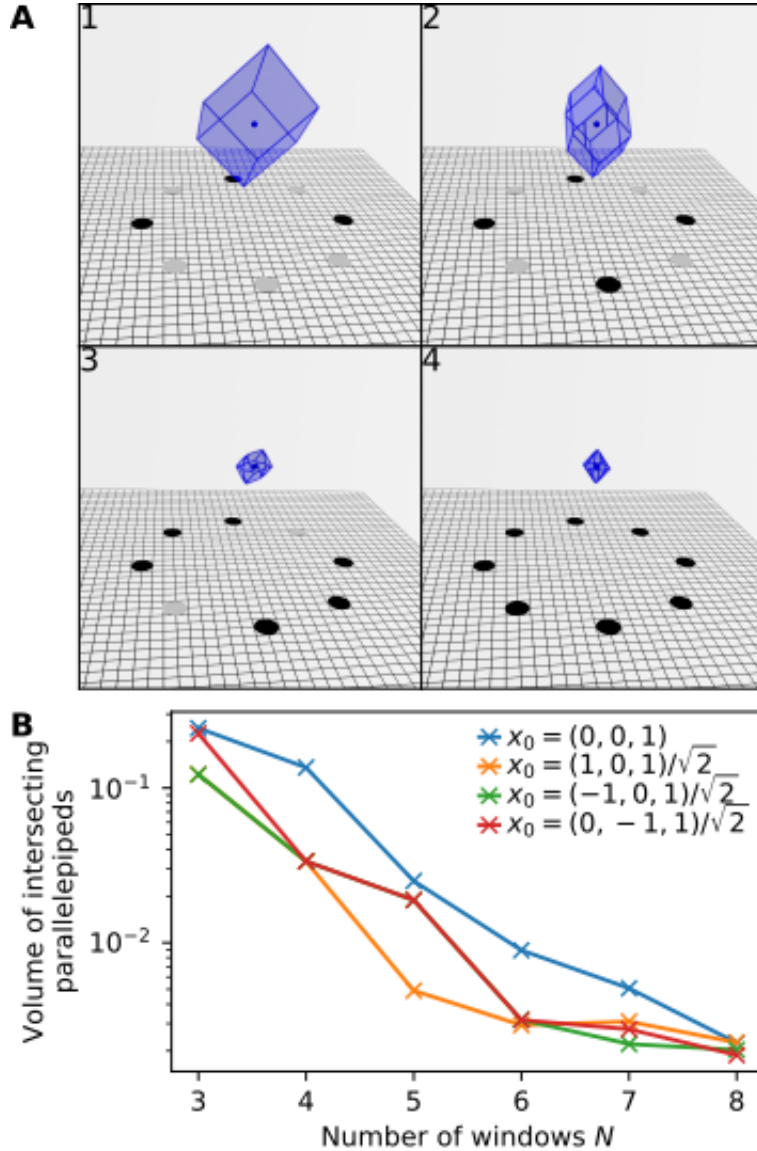 A
1
2
3
4
B
x₀ = (0, 0, 1)
x₀ = (1, 0, 1)/√2
x₀ = (−1, 0, 1)/√2
x₀ = (0, −1, 1)/√2
Volume of intersecting
parallelepipeds
10⁻¹
10⁻²
3 4 5 6 7 8
Number of windows N